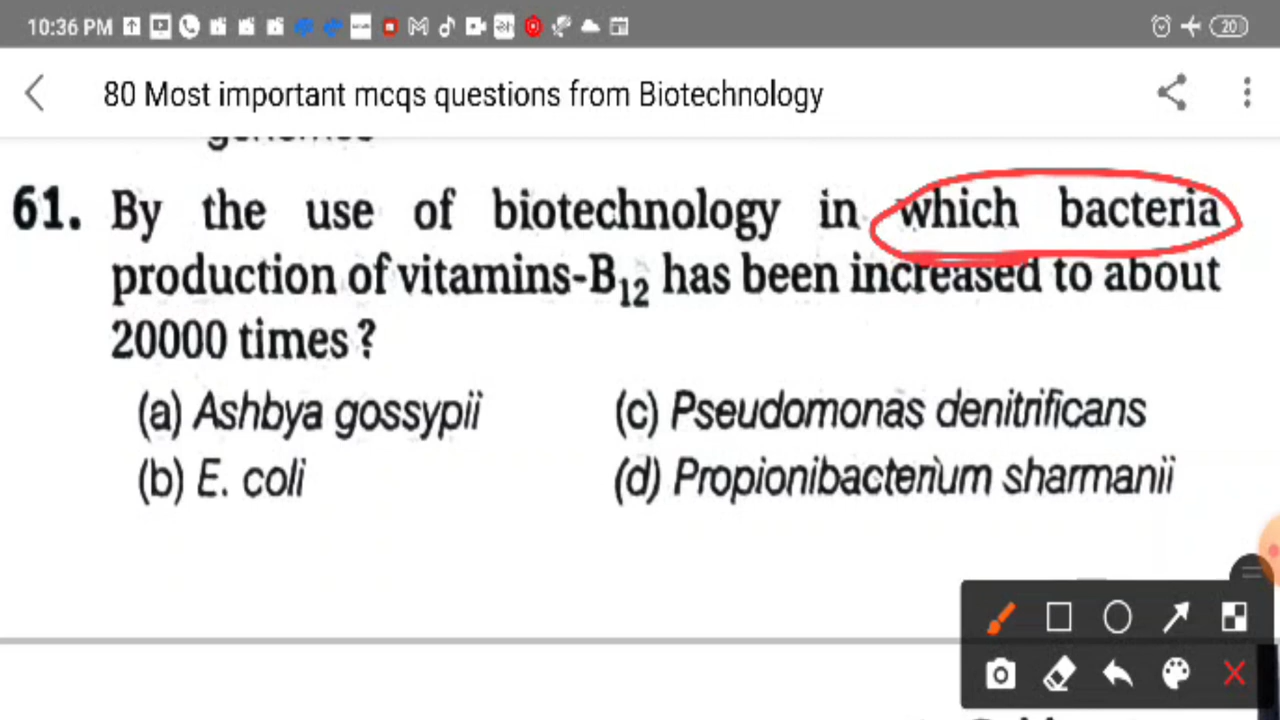 10:36 PM
20
80 Most important mcqs questions from Biotechnology
61. By the use of biotechnology in which bacteria
production of vitamins-B12 has been increased to about
20000 times ?
(a) Ashbya gossypii
(c) Pseudomonas denitrificans
(b) E. coli
(d) Propionibacterium sharmanii